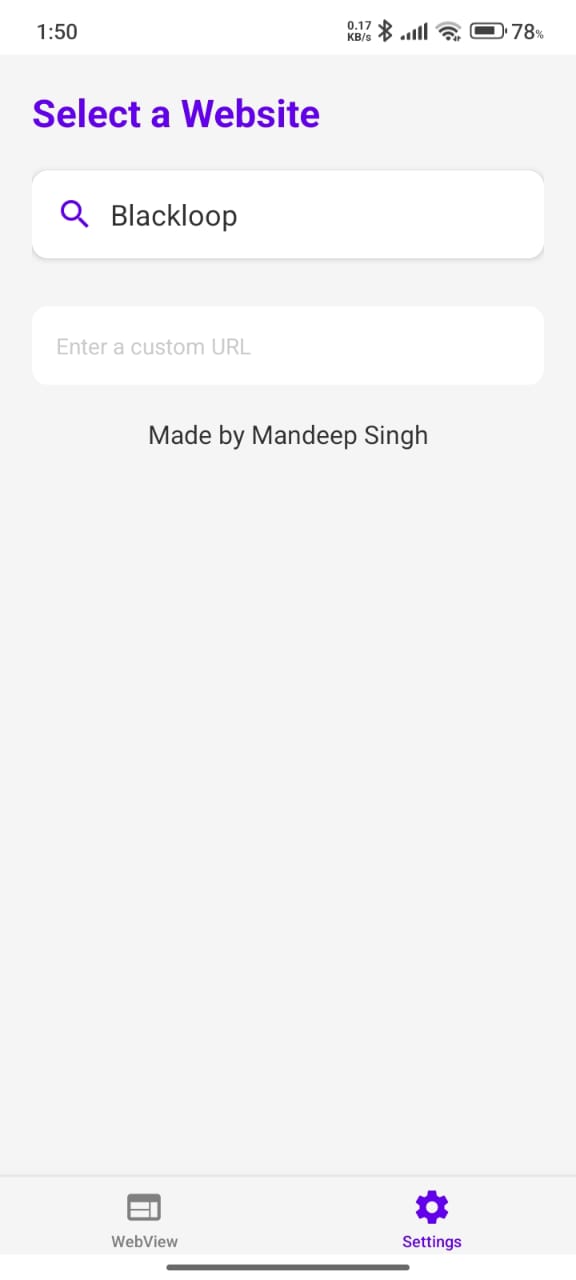 1:50
0.17
KB/s
78%
Select a Website
Blackloop
Enter a custom URL
Made by Mandeep Singh
WebView
Settings